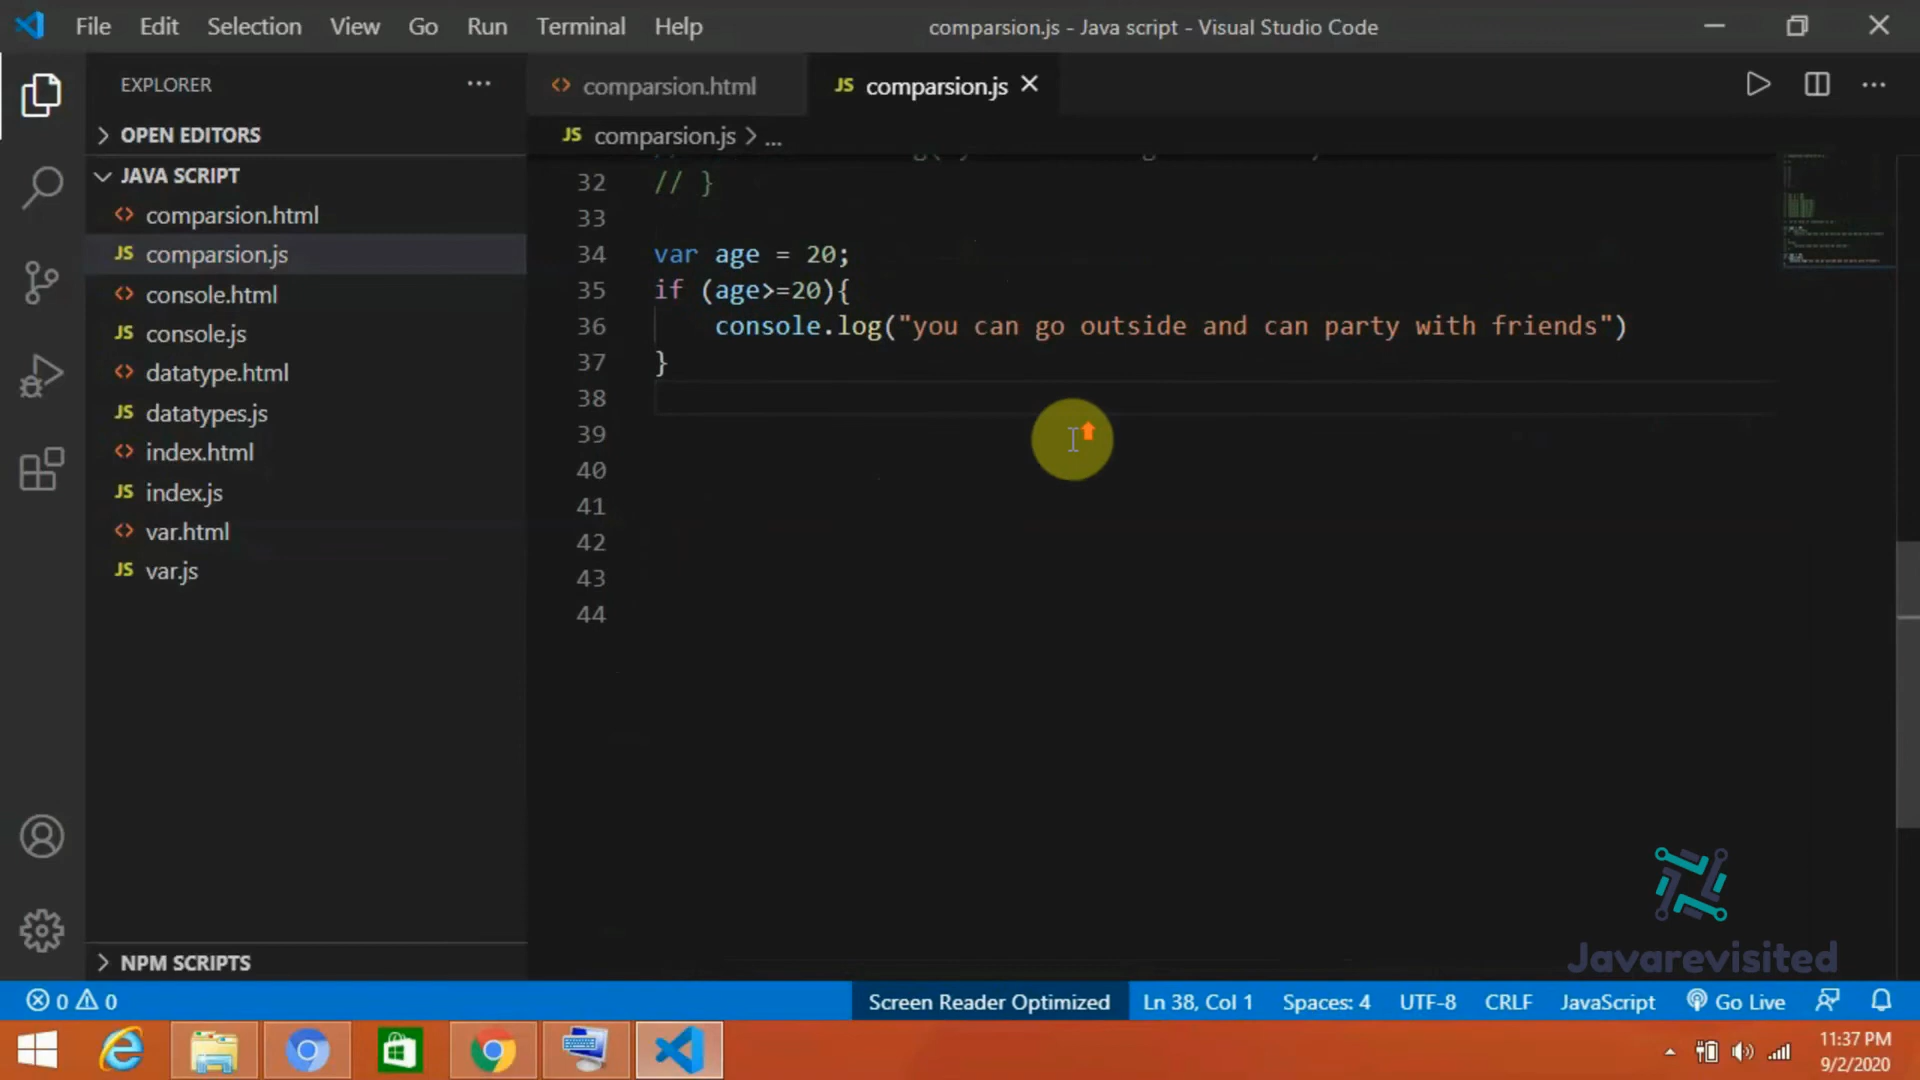 File Edit Selection View Go Run Terminal Help
comparsion.js - Java script - Visual Studio Code
EXPLORER
OPEN EDITORS
JAVA SCRIPT
comparsion.html
JS comparsion.js
console.html
JS console.js
datatype.html
JS datatypes.js
index.html
JS index.js
var.html
JS var.js
NPM SCRIPTS
comparsion.html
JS comparsion.js
JS comparsion.js > ...
32 // }
33
34 var age = 20;
35 if (age>=20){
36 console.log("you can go outside and can party with friends")
37 }
38
39
40
41
42
43
44
Javarevisited
0 0
Screen Reader Optimized Ln 38, Col 1 Spaces: 4 UTF-8 CRLF JavaScript Go Live
11:37 PM
9/2/2020